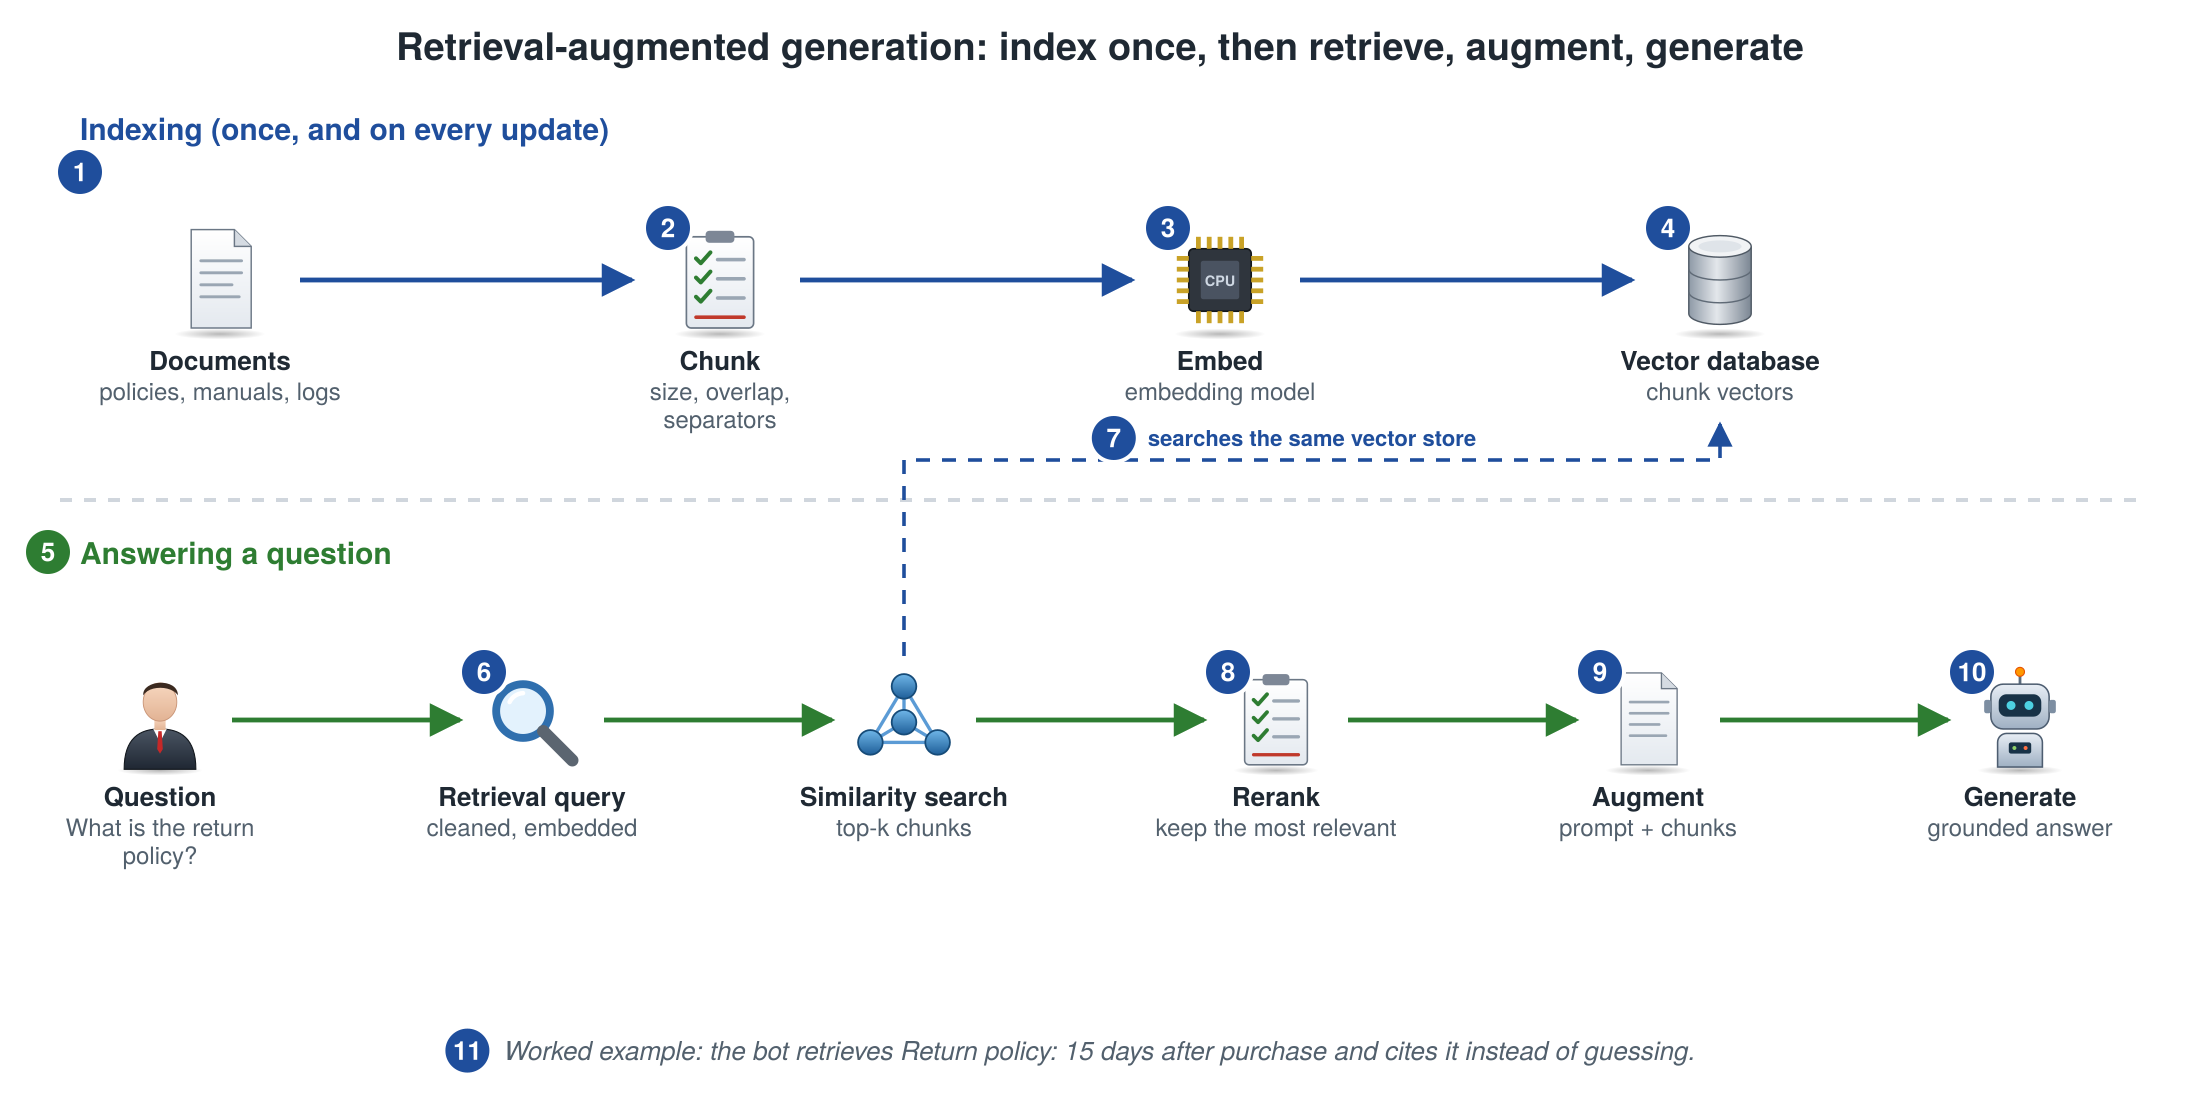 Retrieval-augmented generation: index once, then retrieve, augment, generate
Indexing (once, and on every update)
1
2
3
CPU
4
Documents
policies, manuals, logs
Chunk
size, overlap,
separators
Embed
embedding model
Vector database
chunk vectors
7 searches the same vector store
5 Answering a question
6
8
9
10
Question
What is the return
policy?
Retrieval query
cleaned, embedded
Similarity search
top-k chunks
Rerank
keep the most relevant
Augment
prompt + chunks
Generate
grounded answer
11 Worked example: the bot retrieves Return policy: 15 days after purchase and cites it instead of guessing.